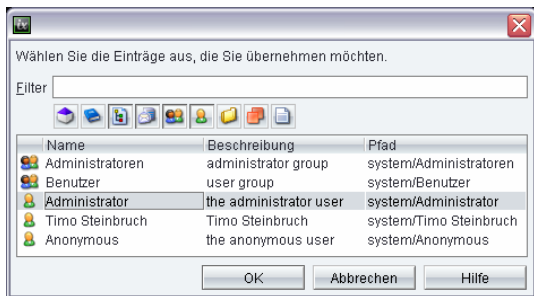 iv
Wählen Sie die Einträge aus, die Sie übernehmen möchten.
Filter
Name Beschreibung Pfad
Administratoren administrator group system/Administratoren
Benutzer user group system/Benutzer
Administrator the administrator user system/Administrator
Timo Steinbruch Timo Steinbruch system/Timo Steinbruch
Anonymous the anonymous user system/Anonymous
OK Abbrechen Hilfe